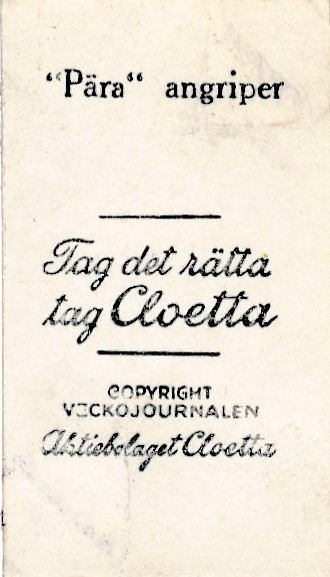 “Pära“ angriper
Tag det rätta
tag Cloetta
COPYRIGHT
VECKOJOURNALEN
Aktiebolaget Cloetta